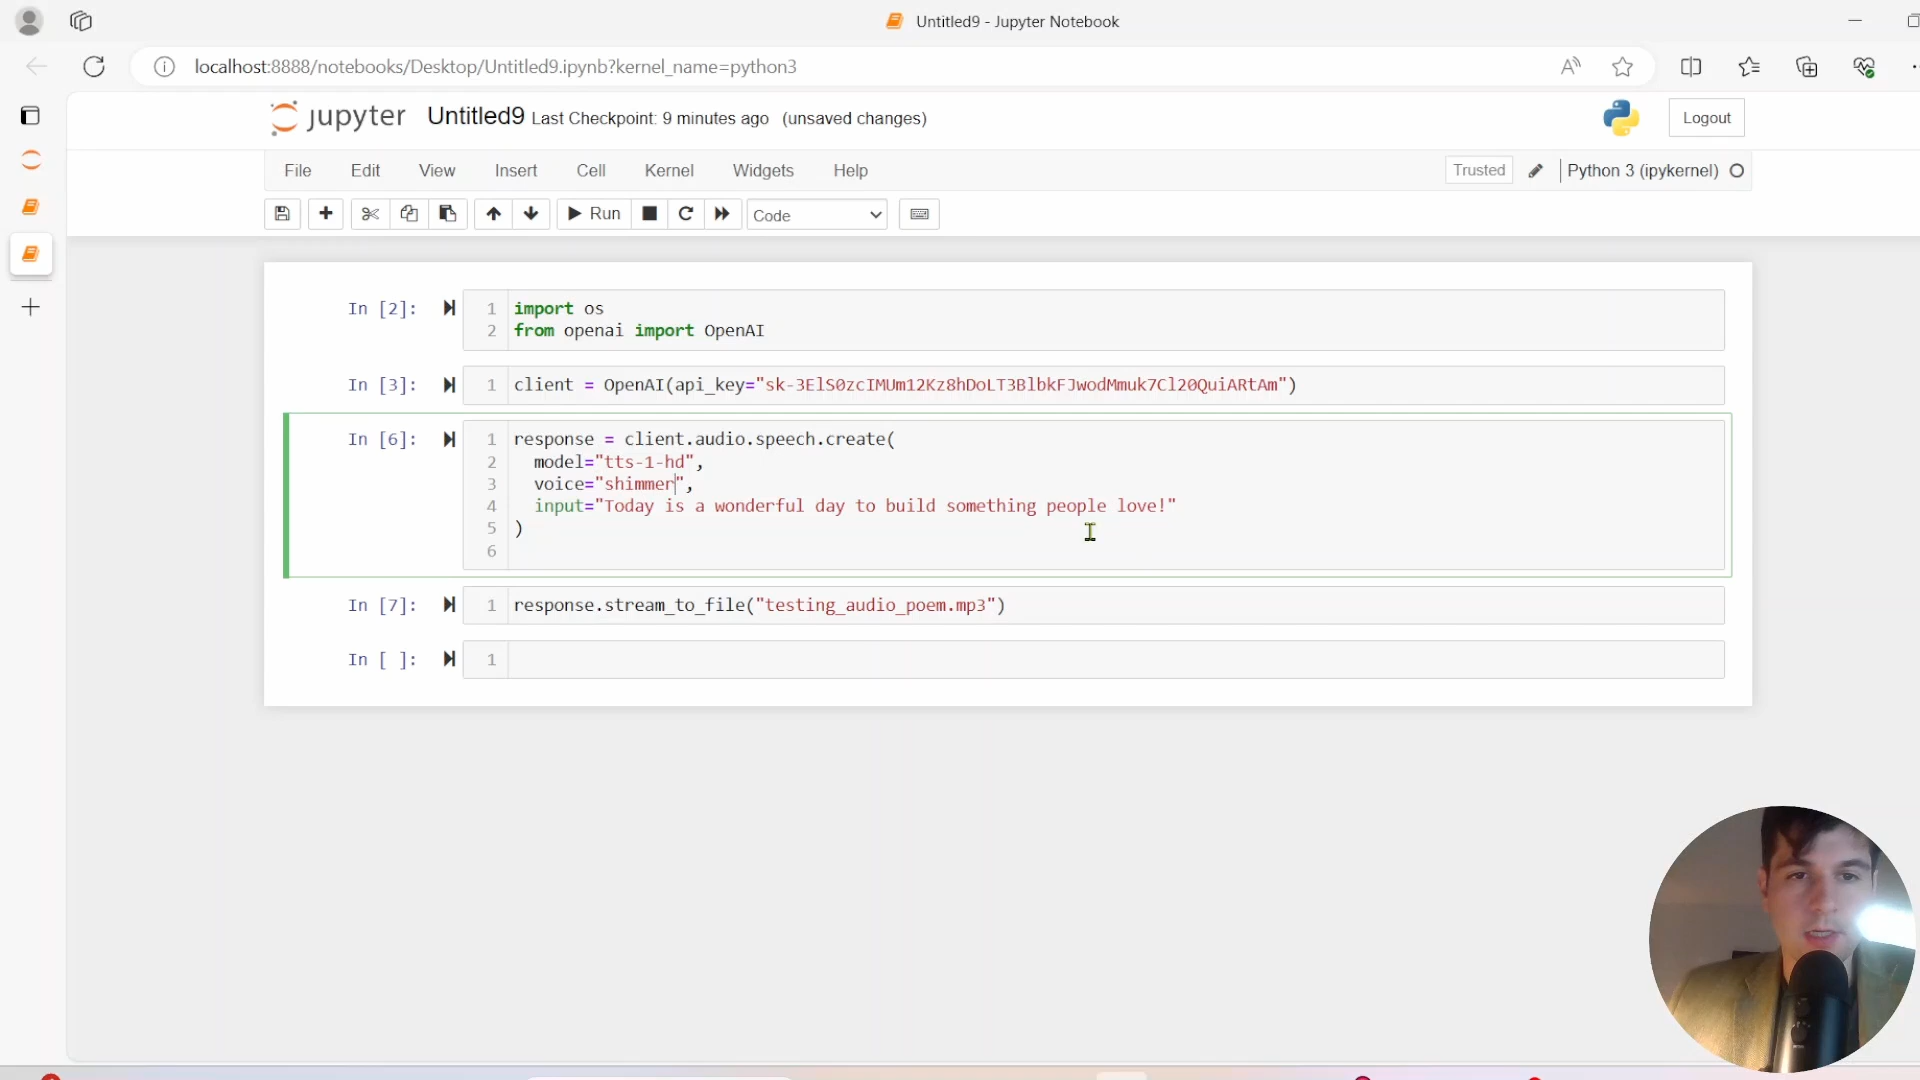 Untitled9 - Jupyter Notebook
localhost:8888/notebooks/Desktop/Untitled9.ipynb?kernel_name=python3
jupyter Untitled9 Last Checkpoint: 9 minutes ago (unsaved changes)
Logout
File Edit View Insert Cell Kernel Widgets Help
Trusted Python 3 (ipykernel)
Run Code
In [2]:
1 import os
2 from openai import OpenAI
In [3]:
1 client = OpenAI(api_key="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")
In [6]:
1 response = client.audio.speech.create(
2 model="tts-1-hd",
3 voice="shimmer",
4 input="Today is a wonderful day to build something people love!"
5 )
6
In [7]:
1 response.stream_to_file("testing_audio_poem.mp3")
In [ ]:
1